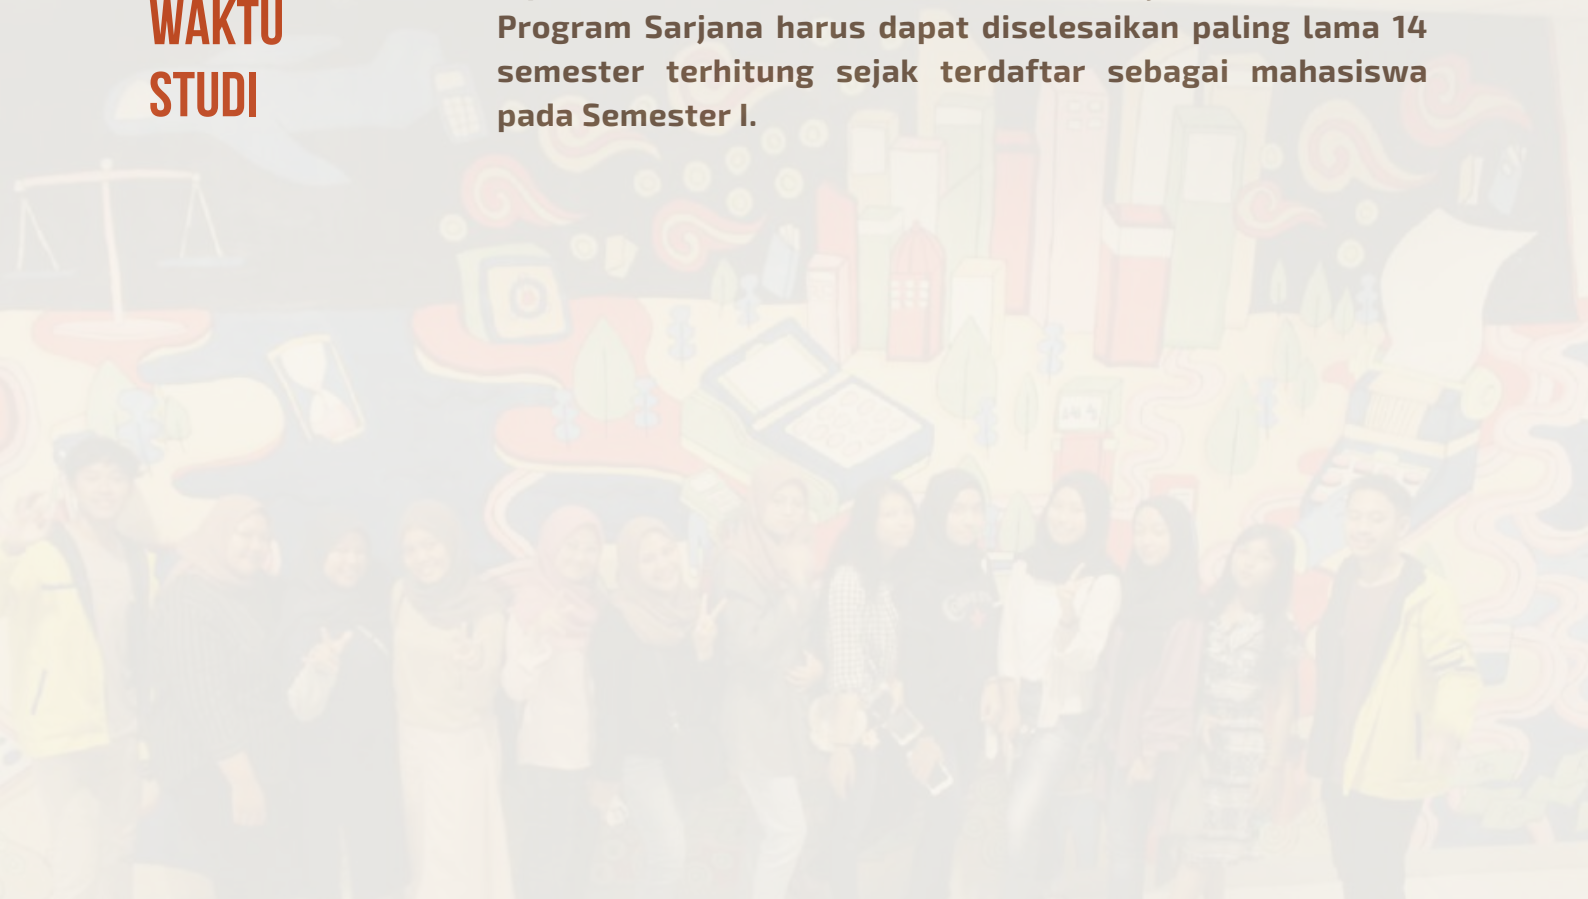 WAKTU
STUDI
Program Sarjana harus dapat diselesaikan paling lama 14
semester terhitung sejak terdaftar sebagai mahasiswa
pada Semester I.